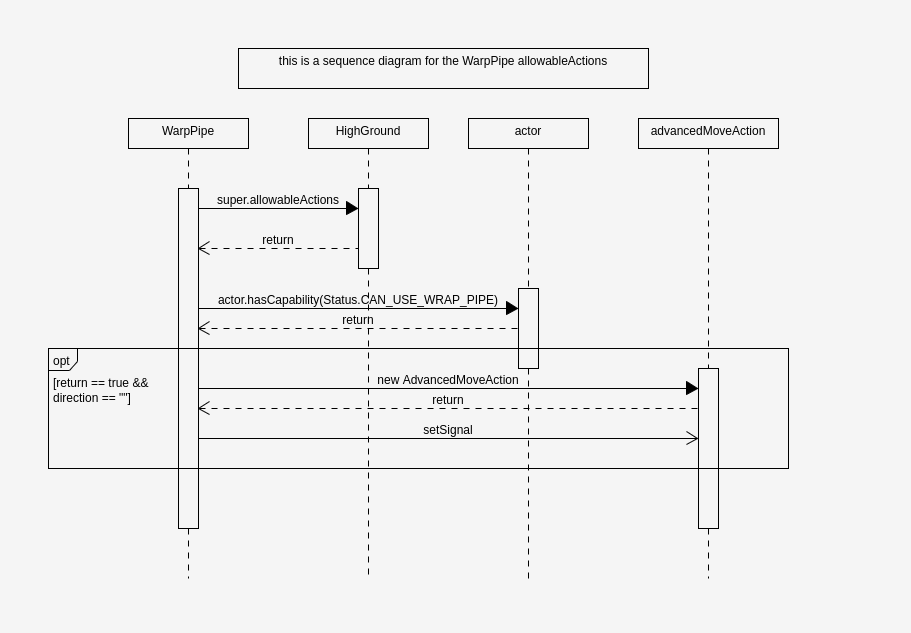 this is a sequence diagram for the WarpPipe allowableActions
WarpPipe
HighGround
actor
advancedMoveAction
super.allowableActions
return
actor.hasCapability(Status.CAN_USE_WRAP_PIPE)
return
opt
[return == true &&
direction == ""]
new AdvancedMoveAction
return
setSignal